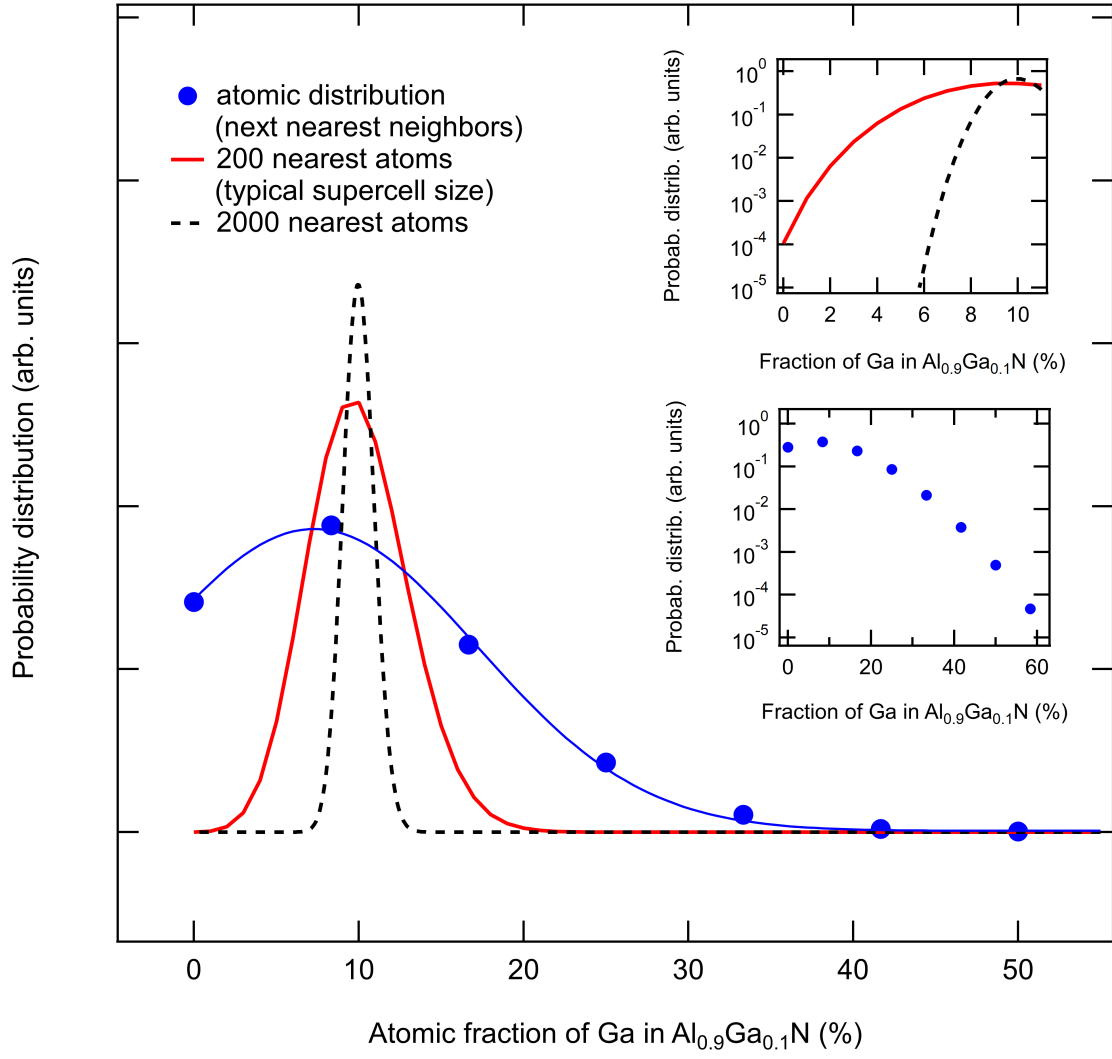 Probability distribution (arb. units)
atomic distribution
(next nearest neighbors)
200 nearest atoms
(typical supercell size)
2000 nearest atoms
Probab. distrib. (arb. units)
10⁰
10⁻¹
10⁻²
10⁻³
10⁻⁴
10⁻⁵
0 2 4 6 8 10
Fraction of Ga in Al₀.₉Ga₀.₁N (%)
Probab. distrib. (arb. units)
10⁰
10⁻¹
10⁻²
10⁻³
10⁻⁴
10⁻⁵
0 20 40 60
Fraction of Ga in Al₀.₉Ga₀.₁N (%)
0 10 20 30 40 50
Atomic fraction of Ga in Al₀.₉Ga₀.₁N (%)